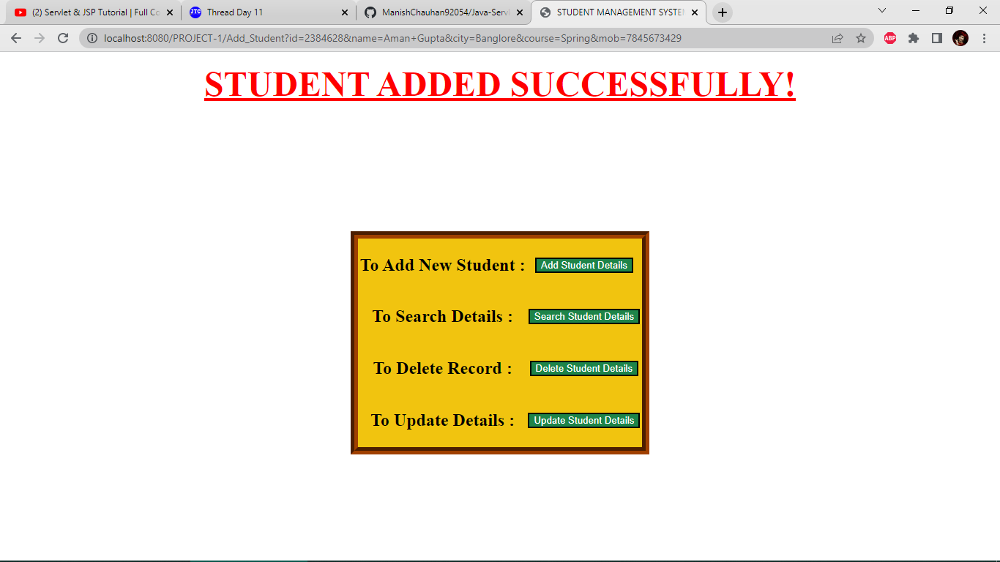 (2) Servlet & JSP Tutorial | Full Co
JTC Thread Day 11
ManishChauhan92054/Java-Servl
STUDENT MANAGEMENT SYSTEM
localhost:8080/PROJECT-1/Add_Student?id=2384628&name=Aman+Gupta&city=Banglore&course=Spring&mob=7845673429
ABP
STUDENT ADDED SUCCESSFULLY!
To Add New Student : Add Student Details
To Search Details : Search Student Details
To Delete Record : Delete Student Details
To Update Details : Update Student Details